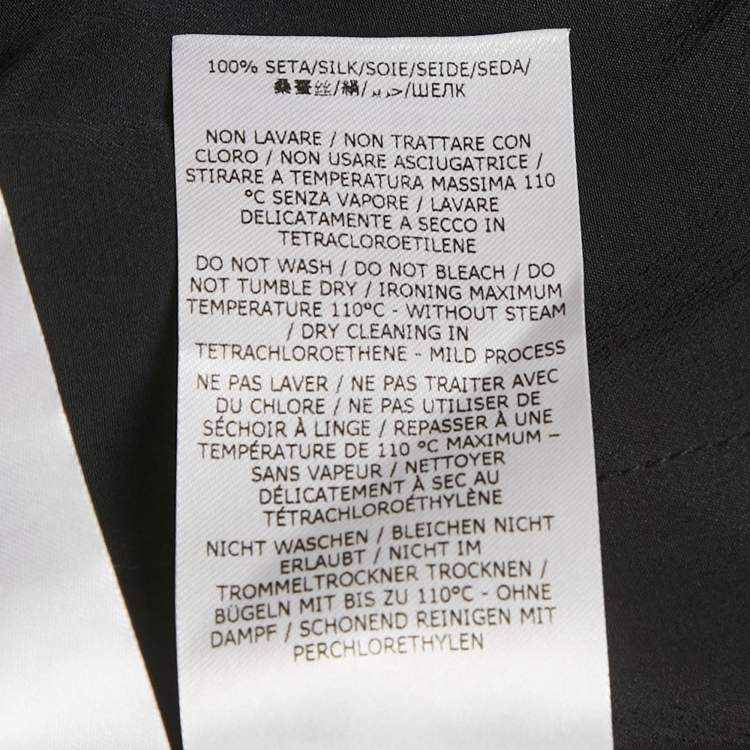 100% SETA/SILK/SOIE/SEIDE/SEDA/
桑蚕丝/絹/حرير/ШЕЛК
NON LAVARE / NON TRATTARE CON
CLORO / NON USARE ASCIUGATRICE /
STIRARE A TEMPERATURA MASSIMA 110
°C SENZA VAPORE / LAVARE
DELICATAMENTE A SECCO IN
TETRACLOROETILENE
DO NOT WASH / DO NOT BLEACH / DO
NOT TUMBLE DRY / IRONING MAXIMUM
TEMPERATURE 110°C - WITHOUT STEAM
/ DRY CLEANING IN
TETRACHLOROETHENE - MILD PROCESS
NE PAS LAVER / NE PAS TRAITER AVEC
DU CHLORE / NE PAS UTILISER DE
SÉCHOIR À LINGE / REPASSER À UNE
TEMPÉRATURE DE 110 °C MAXIMUM –
SANS VAPEUR / NETTOYER
DÉLICATEMENT À SEC AU
TÉTRACHLOROÉTHYLÈNE
NICHT WASCHEN / BLEICHEN NICHT
ERLAUBT / NICHT IM
TROMMELTROCKNER TROCKNEN /
BÜGELN MIT BIS ZU 110°C - OHNE
DAMPF / SCHONEND REINIGEN MIT
PERCHLORETHYLEN